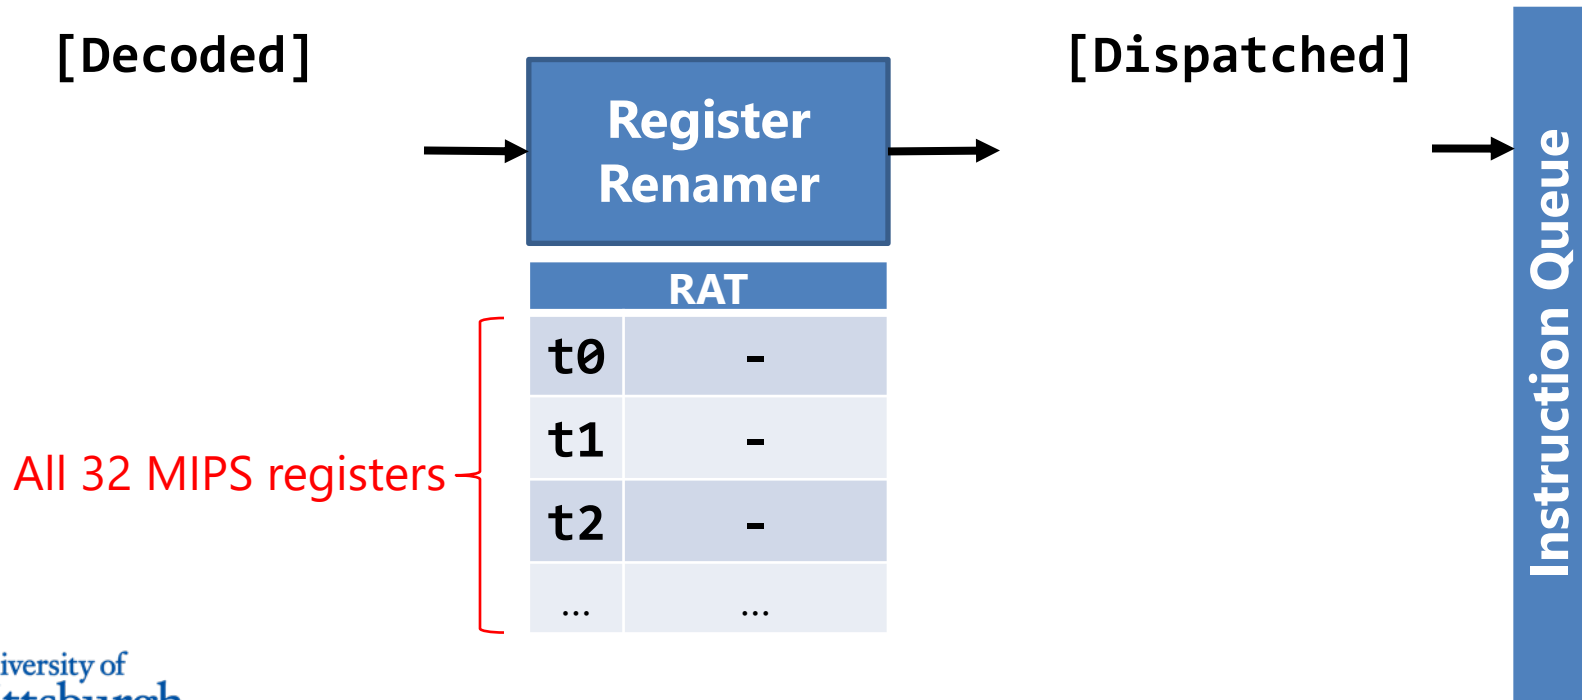 [Decoded]
[Dispatched]
Register
Renamer
RAT
t0 -
t1 -
t2 -
... ...
All 32 MIPS registers
Instruction Queue
iversity of